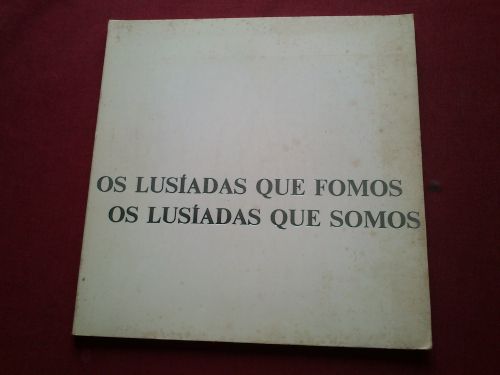 OS LUSÍADAS QUE FOMOS
OS LUSÍADAS QUE SOMOS